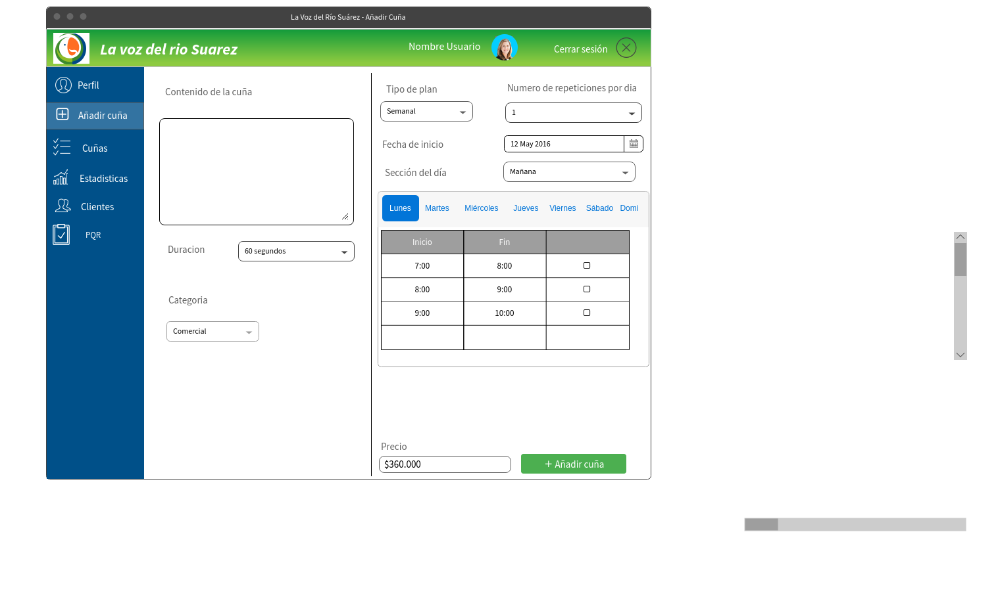 La Voz del Río Suárez - Añadir Cuña
La voz del rio Suarez
Nombre Usuario
Cerrar sesión
Perfil
Añadir cuña
Cuñas
Estadisticas
Clientes
PQR
Contenido de la cuña
Duracion
60 segundos
Categoria
Comercial
Tipo de plan
Numero de repeticiones por dia
Semanal
1
Fecha de inicio
12 May 2016
Sección del día
Mañana
Lunes Martes Miércoles Jueves Viernes Sábado Domi
Inicio Fin
7:00 8:00
8:00 9:00
9:00 10:00
Precio
$360.000
+ Añadir cuña